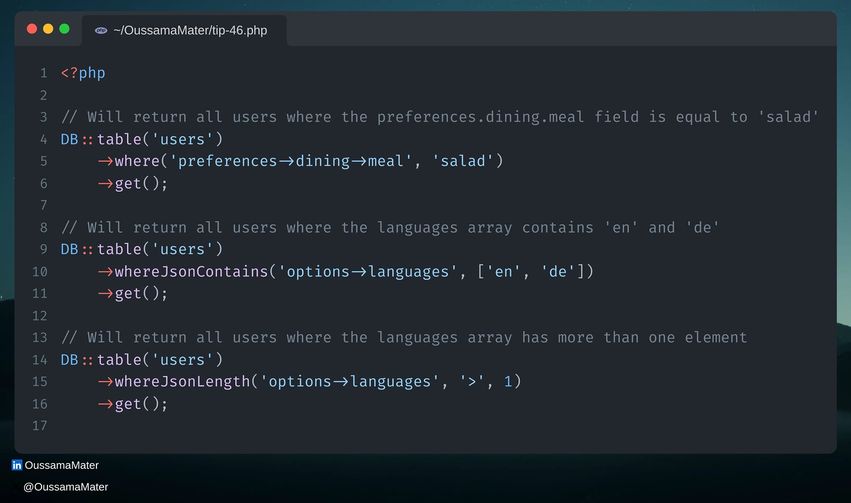 ~/OussamaMater/tip-46.php
1 <?php
2
3 // Will return all users where the preferences.dining.meal field is equal to 'salad'
4 DB::table('users')
5     ->where('preferences->dining->meal', 'salad')
6     ->get();
7
8 // Will return all users where the languages array contains 'en' and 'de'
9 DB::table('users')
10     ->whereJsonContains('options->languages', ['en', 'de'])
11     ->get();
12
13 // Will return all users where the languages array has more than one element
14 DB::table('users')
15     ->whereJsonLength('options->languages', '>', 1)
16     ->get();
17
in OussamaMater
@OussamaMater